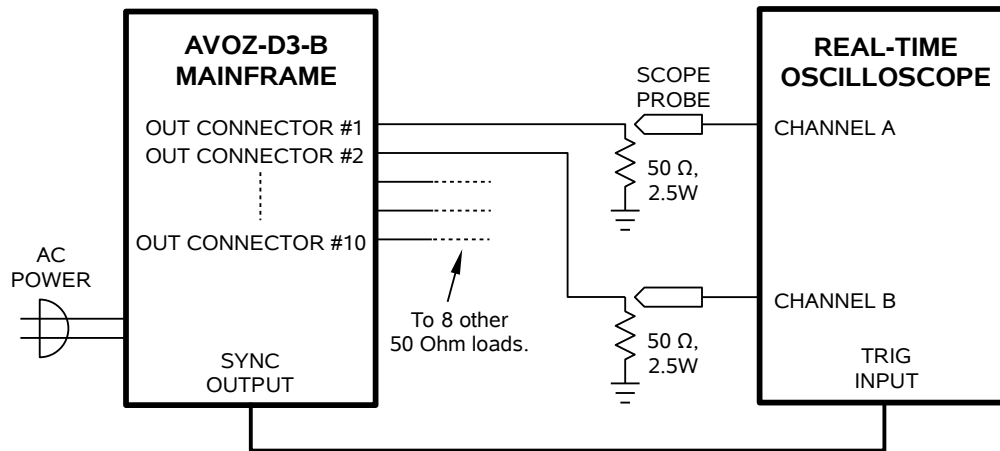 AVOZ-D3-B
MAINFRAME
OUT CONNECTOR #1
OUT CONNECTOR #2
OUT CONNECTOR #10
AC
POWER
SYNC
OUTPUT
To 8 other
50 Ohm loads.
SCOPE
PROBE
50 Ω,
2.5W
50 Ω,
2.5W
REAL-TIME
OSCILLOSCOPE
CHANNEL A
CHANNEL B
TRIG
INPUT